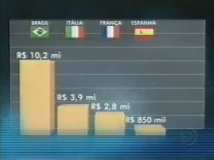 BRASIL: ITÁLIA: FRANÇA: ESPANHA:
R$ 10,2 mi
R$ 3,9 mi
R$ 2,8 mi
R$ 850 mil